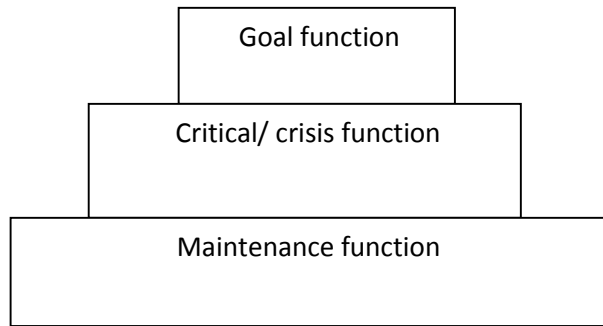 Goal function
Critical/ crisis function
Maintenance function